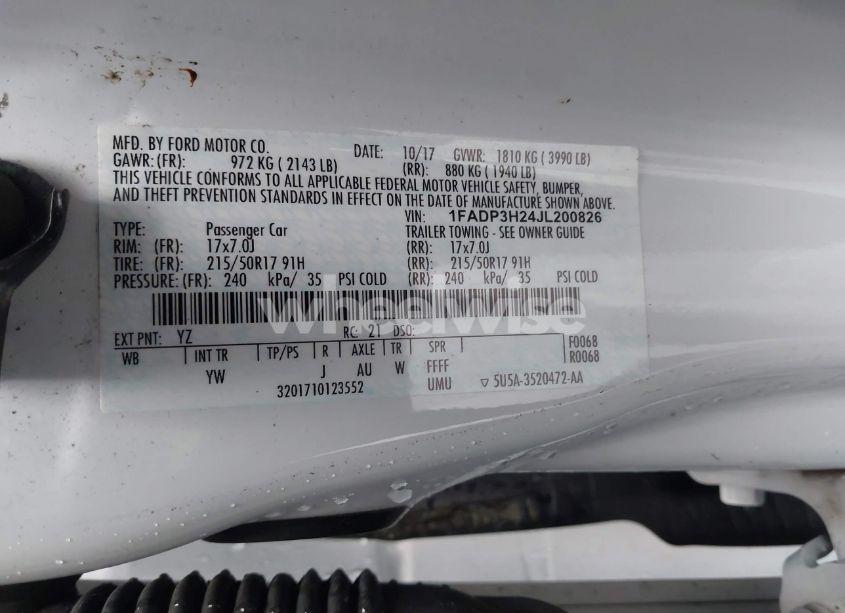 MFD. BY FORD MOTOR CO. DATE: 10/17 GVWR: 1810 KG ( 3990 LB)
GAWR: (FR): 972 KG ( 2143 LB) (RR): 880 KG ( 1940 LB)
THIS VEHICLE CONFORMS TO ALL APPLICABLE FEDERAL MOTOR VEHICLE SAFETY, BUMPER,
AND THEFT PREVENTION STANDARDS IN EFFECT ON THE DATE OF MANUFACTURE SHOWN ABOVE.
VIN: 1FADP3H24JL200826
TYPE: Passenger Car TRAILER TOWING - SEE OWNER GUIDE
RIM: (FR): 17x7.0J (RR): 17x7.0J
TIRE: (FR): 215/50R17 91H (RR): 215/50R17 91H
PRESSURE: (FR): 240 kPa/ 35 PSI COLD (RR): 240 kPa/ 35 PSI COLD
wheelwise
EXT PNT: YZ RC: 21 DSO: F0068
WB INT TR TP/PS R AXLE TR SPR R0068
YW J AU W FFFF
UMU
3201710123552 ▽ 5U5A-3520472-AA